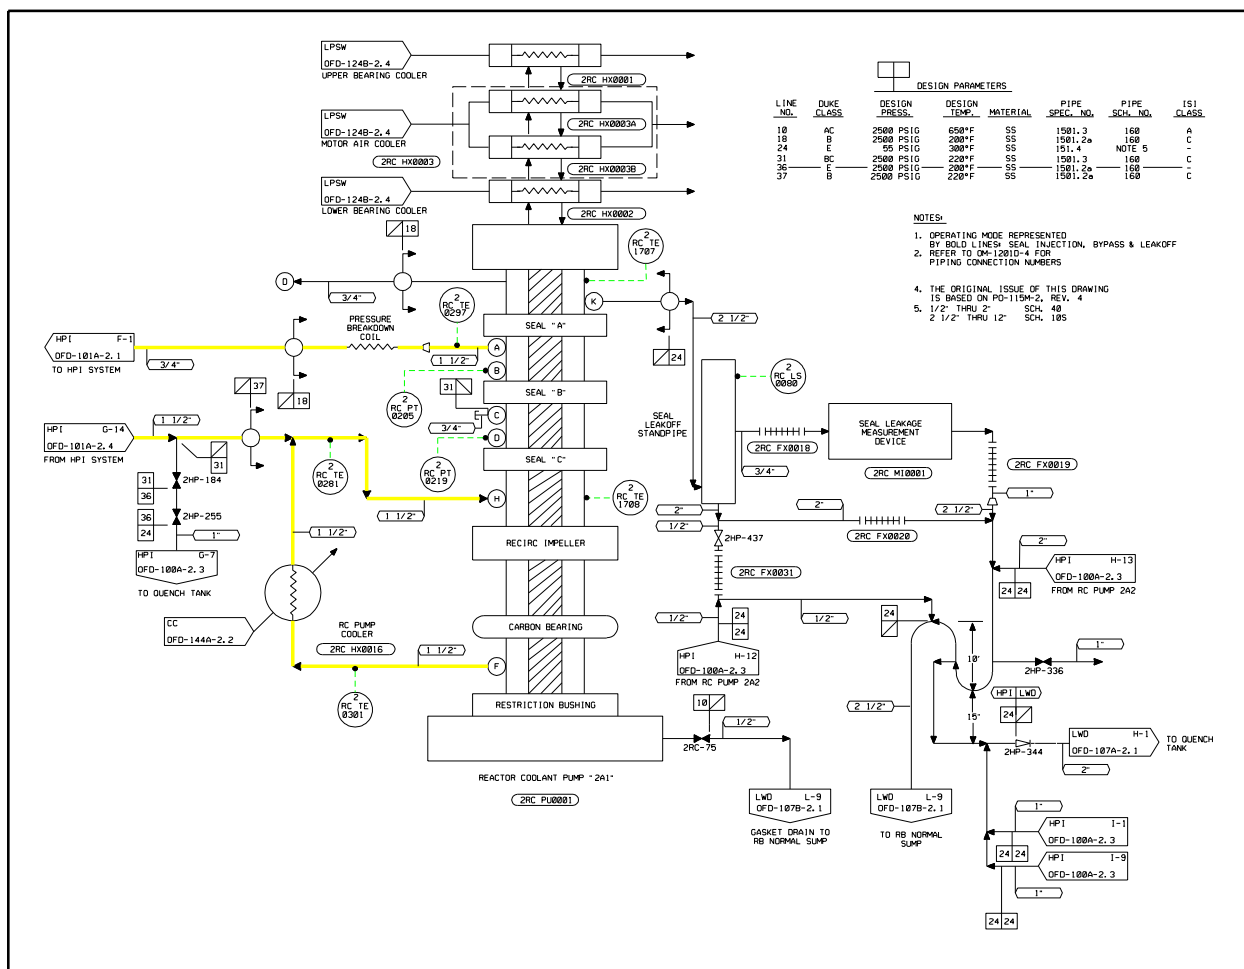 LPSW
OFD-124B-2.4
UPPER BEARING COOLER
2RC HX0001
LPSW
OFD-124B-2.4
MOTOR AIR COOLER
2RC HX0003A
2RC HX0003
2RC HX0003B
LPSW
OFD-124B-2.4
LOWER BEARING COOLER
2RC HX0002
DESIGN PARAMETERS
LINE NO. DUKE CLASS DESIGN PRESS. DESIGN TEMP. MATERIAL PIPE SPEC. NO. PIPE SCH. NO. ISI CLASS
10 AC 2500 PSIG 650°F SS 1501.3 160 A
18 B 2500 PSIG 200°F SS 1501.2a 160 C
24 E 55 PSIG 300°F SS 151.4 NOTE 5 -
31 BC 2500 PSIG 220°F SS 1501.3 160 C
36 E 2500 PSIG 200°F SS 1501.2a 160 -
37 B 2500 PSIG 220°F SS 1501.2a 160 C
NOTES:
1. OPERATING MODE REPRESENTED
BY BOLD LINES: SEAL INJECTION, BYPASS & LEAKOFF
2. REFER TO OM-1201D-4 FOR
PIPING CONNECTION NUMBERS
4. THE ORIGINAL ISSUE OF THIS DRAWING
IS BASED ON PO-115M-2, REV. 4
5. 1/2" THRU 2" SCH. 40
2 1/2" THRU 12" SCH. 10S
18
D
3/4"
2
RC TE
1707
K
2 1/2"
24
2
RC TE
0297
PRESSURE
BREAKDOWN
COIL
SEAL "A"
HPI F-1
OFD-101A-2.1
TO HPI SYSTEM
3/4"
18
1 1/2"
A
B
2
RC PT
0205
31
SEAL "B"
C
3/4"
D
2
RC PT
0219
SEAL "C"
37
1 1/2"
HPI G-14
OFD-101A-2.4
FROM HPI SYSTEM
31
2
RC TE
0281
31
36
2HP-184
36
24
2HP-255
1"
HPI G-7
OFD-100A-2.3
TO QUENCH TANK
1 1/2"
1 1/2"
H
2
RC TE
1708
RECIRC IMPELLER
CARBON BEARING
CC
OFD-144A-2.2
RC PUMP
COOLER
2RC HX0016
1 1/2"
F
2
RC TE
0301
RESTRICTION BUSHING
REACTOR COOLANT PUMP "2A1"
2RC PU0001
10
2RC-75
1/2"
LWD L-9
OFD-107B-2.1
GASKET DRAIN TO
RB NORMAL SUMP
2
RC LS
0080
SEAL
LEAKOFF
STANDPIPE
SEAL LEAKAGE
MEASUREMENT
DEVICE
2RC MI0001
2RC FX0018
3/4"
2RC FX0019
1"
2 1/2"
2"
1/2"
2"
2RC FX0020
2HP-437
2RC FX0031
1/2"
24
24
HPI H-12
OFD-100A-2.3
FROM RC PUMP 2A2
1/2"
24
2"
HPI H-13
OFD-100A-2.3
FROM RC PUMP 2A2
24 24
10'
15"
2HP-336
1"
HPI LWD
24
2HP-344
LWD H-1
OFD-107A-2.1
TO QUENCH
TANK
2"
2 1/2"
LWD L-9
OFD-107B-2.1
TO RB NORMAL
SUMP
1"
HPI I-1
OFD-100A-2.3
24 24
HPI I-9
OFD-100A-2.3
1"
24 24